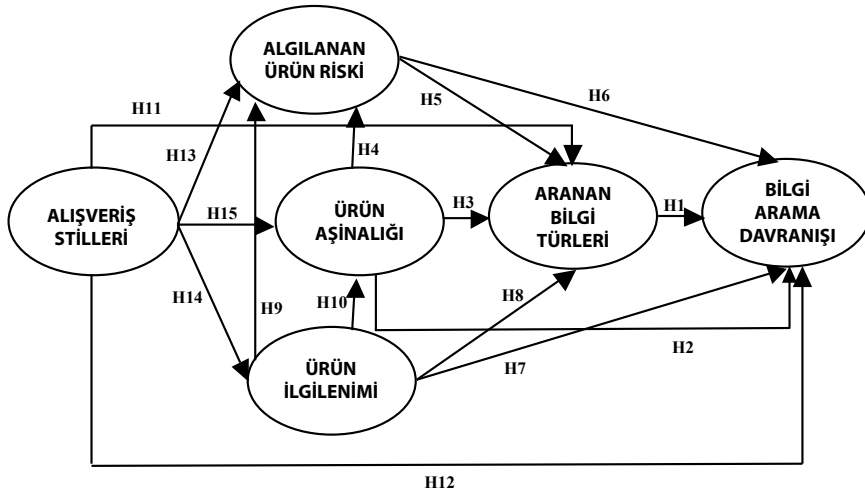 ALGILANAN
ÜRÜN RİSKİ
H11
H5
H6
H13
H4
ALIŞVERİŞ
STİLLERİ
H15
ÜRÜN
AŞİNALIĞI
H3
ARANAN
BİLGİ
TÜRLERİ
H1
BİLGİ
ARAMA
DAVRANIŞI
H14
H9
H10
H8
H2
ÜRÜN
İLGİLENİMİ
H7
H12